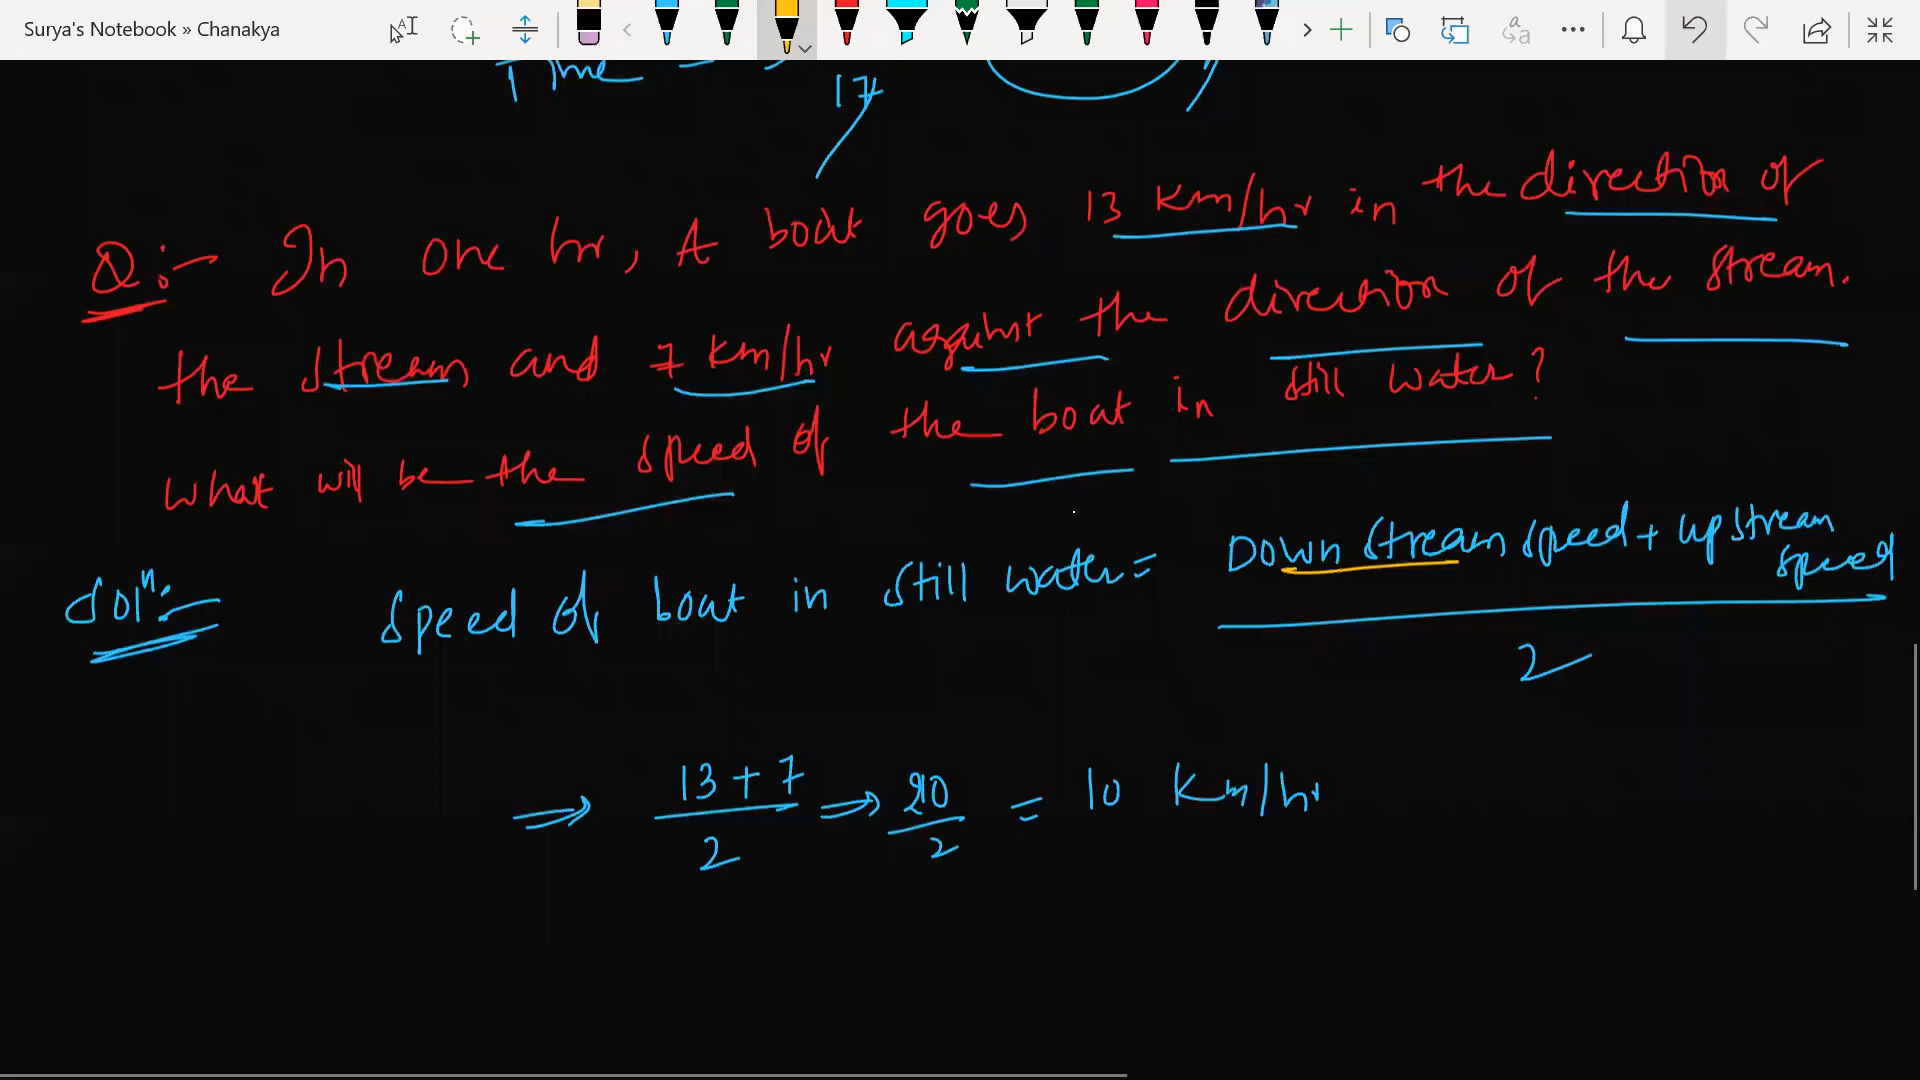 Surya's Notebook » Chanakya
Time =
17
Q:- In one hr, A boat goes 13 Km/hr in the direction of
the stream and 7 Km/hr against the direction of the stream.
What will be the speed of the boat in still water?
Solⁿ:- Speed of boat in still water = Down stream speed + upstream speed
2
⇒ 13 + 7 ⇒ 20 = 10 Km/hr
2 2